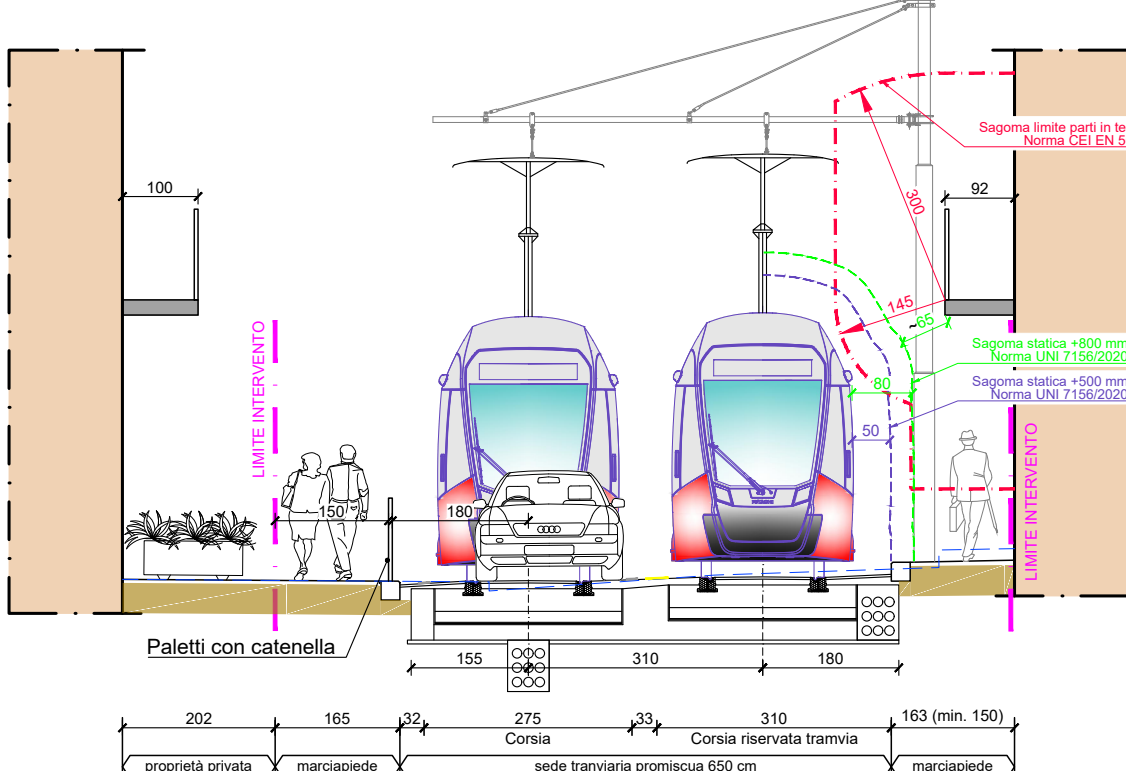 Sagoma limite parti in te
Norma CEI EN 5
100
92
300
145
~65
LIMITE INTERVENTO
Sagoma statica +800 mm
Norma UNI 7156/2020
80
Sagoma statica +500 mm
Norma UNI 7156/2020
50
LIMITE INTERVENTO
150
180
Paletti con catenella
155
310
180
202
165
32
275
33
310
163 (min. 150)
Corsia
Corsia riservata tramvia
proprietà privata
marciapiede
sede tranviaria promiscua 650 cm
marciapiede